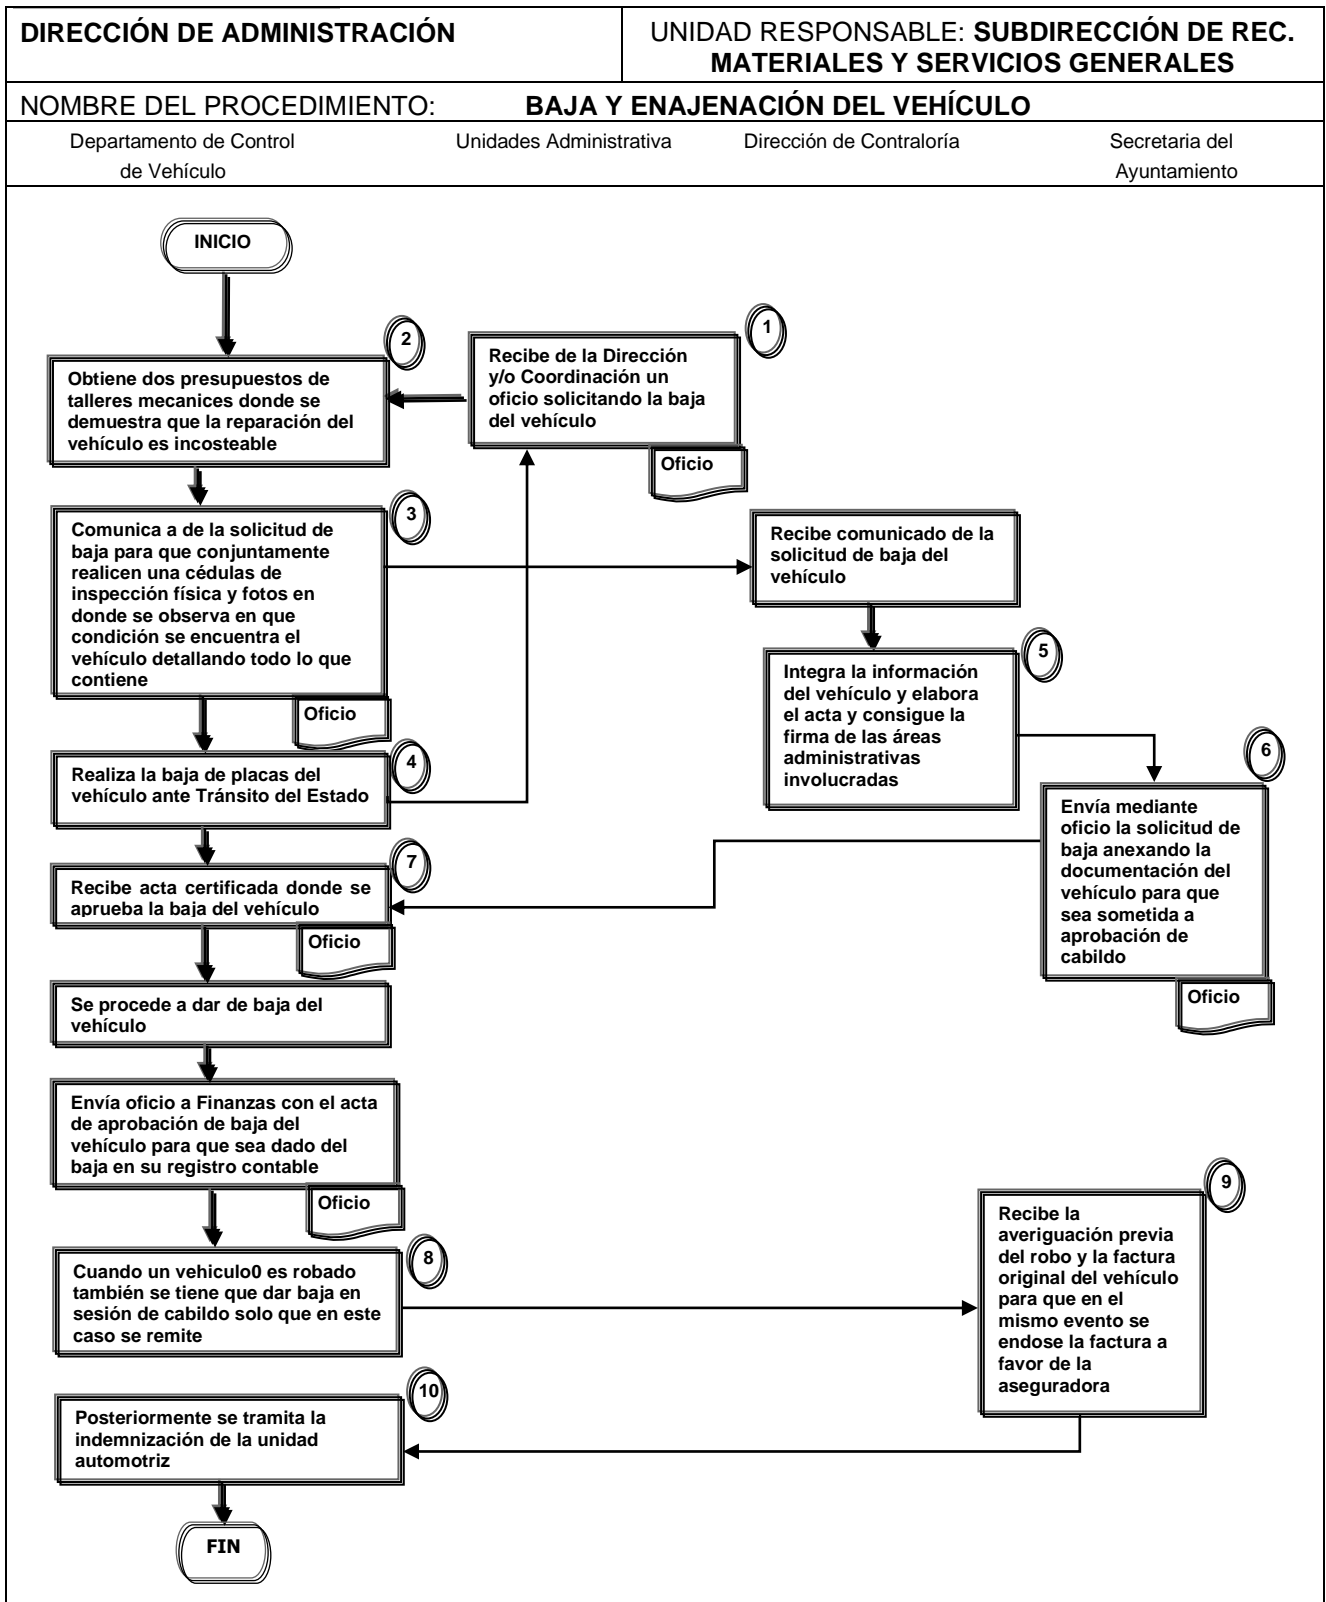 DIRECCIÓN DE ADMINISTRACIÓN
UNIDAD RESPONSABLE: SUBDIRECCIÓN DE REC.
MATERIALES Y SERVICIOS GENERALES
NOMBRE DEL PROCEDIMIENTO: BAJA Y ENAJENACIÓN DEL VEHÍCULO
Departamento de Control
de Vehículo
Unidades Administrativa
Dirección de Contraloría
Secretaria del
Ayuntamiento
INICIO
1
Recibe de la Dirección
y/o Coordinación un
oficio solicitando la baja
del vehículo
Oficio
2
Obtiene dos presupuestos de
talleres mecanices donde se
demuestra que la reparación del
vehículo es incosteable
3
Comunica a de la solicitud de
baja para que conjuntamente
realicen una cédulas de
inspección física y fotos en
donde se observa en que
condición se encuentra el
vehículo detallando todo lo que
contiene
Oficio
Recibe comunicado de la
solicitud de baja del
vehículo
4
Realiza la baja de placas del
vehículo ante Tránsito del Estado
5
Integra la información
del vehículo y elabora
el acta y consigue la
firma de las áreas
administrativas
involucradas
6
Envía mediante
oficio la solicitud de
baja anexando la
documentación del
vehículo para que
sea sometida a
aprobación de
cabildo
Oficio
7
Recibe acta certificada donde se
aprueba la baja del vehículo
Oficio
Se procede a dar de baja del
vehículo
Envía oficio a Finanzas con el acta
de aprobación de baja del
vehículo para que sea dado del
baja en su registro contable
Oficio
8
Cuando un vehiculo0 es robado
también se tiene que dar baja en
sesión de cabildo solo que en este
caso se remite
9
Recibe la
averiguación previa
del robo y la factura
original del vehículo
para que en el
mismo evento se
endose la factura a
favor de la
aseguradora
10
Posteriormente se tramita la
indemnización de la unidad
automotriz
FIN